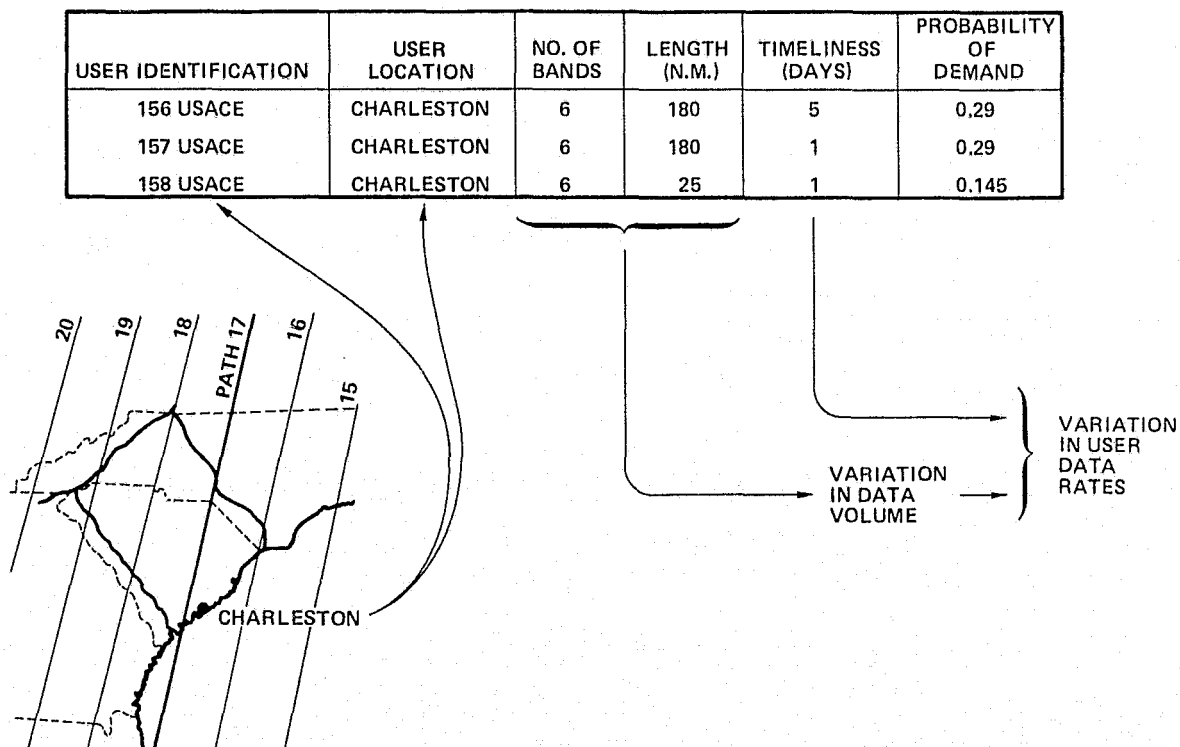 USER IDENTIFICATION USER LOCATION NO. OF BANDS LENGTH (N.M.) TIMELINESS (DAYS) PROBABILITY OF DEMAND
156 USACE CHARLESTON 6 180 5 0.29
157 USACE CHARLESTON 6 180 1 0.29
158 USACE CHARLESTON 6 25 1 0.145
20 19 18 PATH 17 16 15
CHARLESTON
VARIATION
IN DATA
VOLUME
VARIATION
IN USER
DATA
RATES